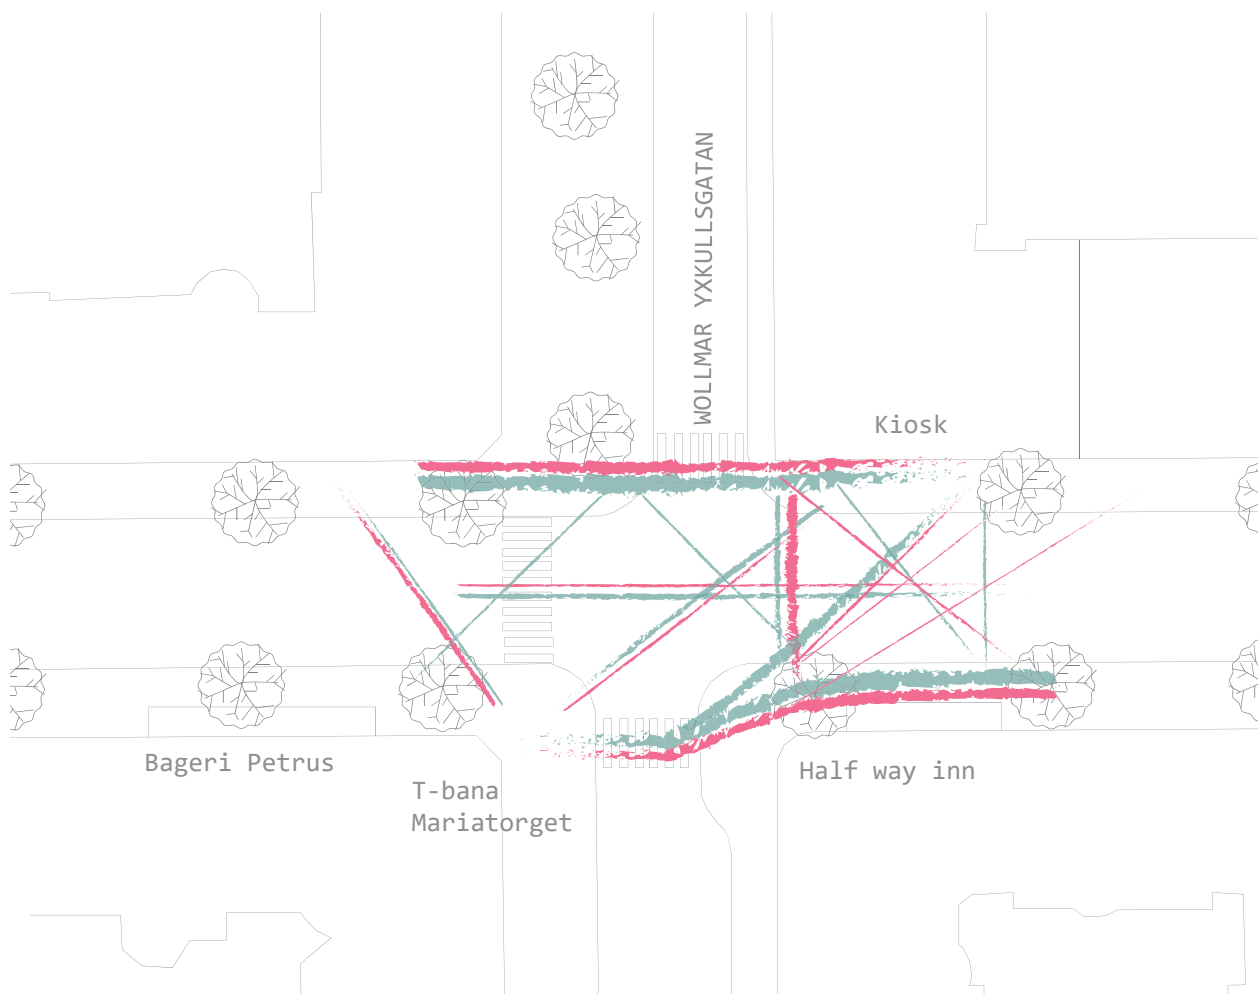 WOLLMAR YXKULLSGATAN
Kiosk
Bageri Petrus
T-bana
Mariatorget
Half way inn